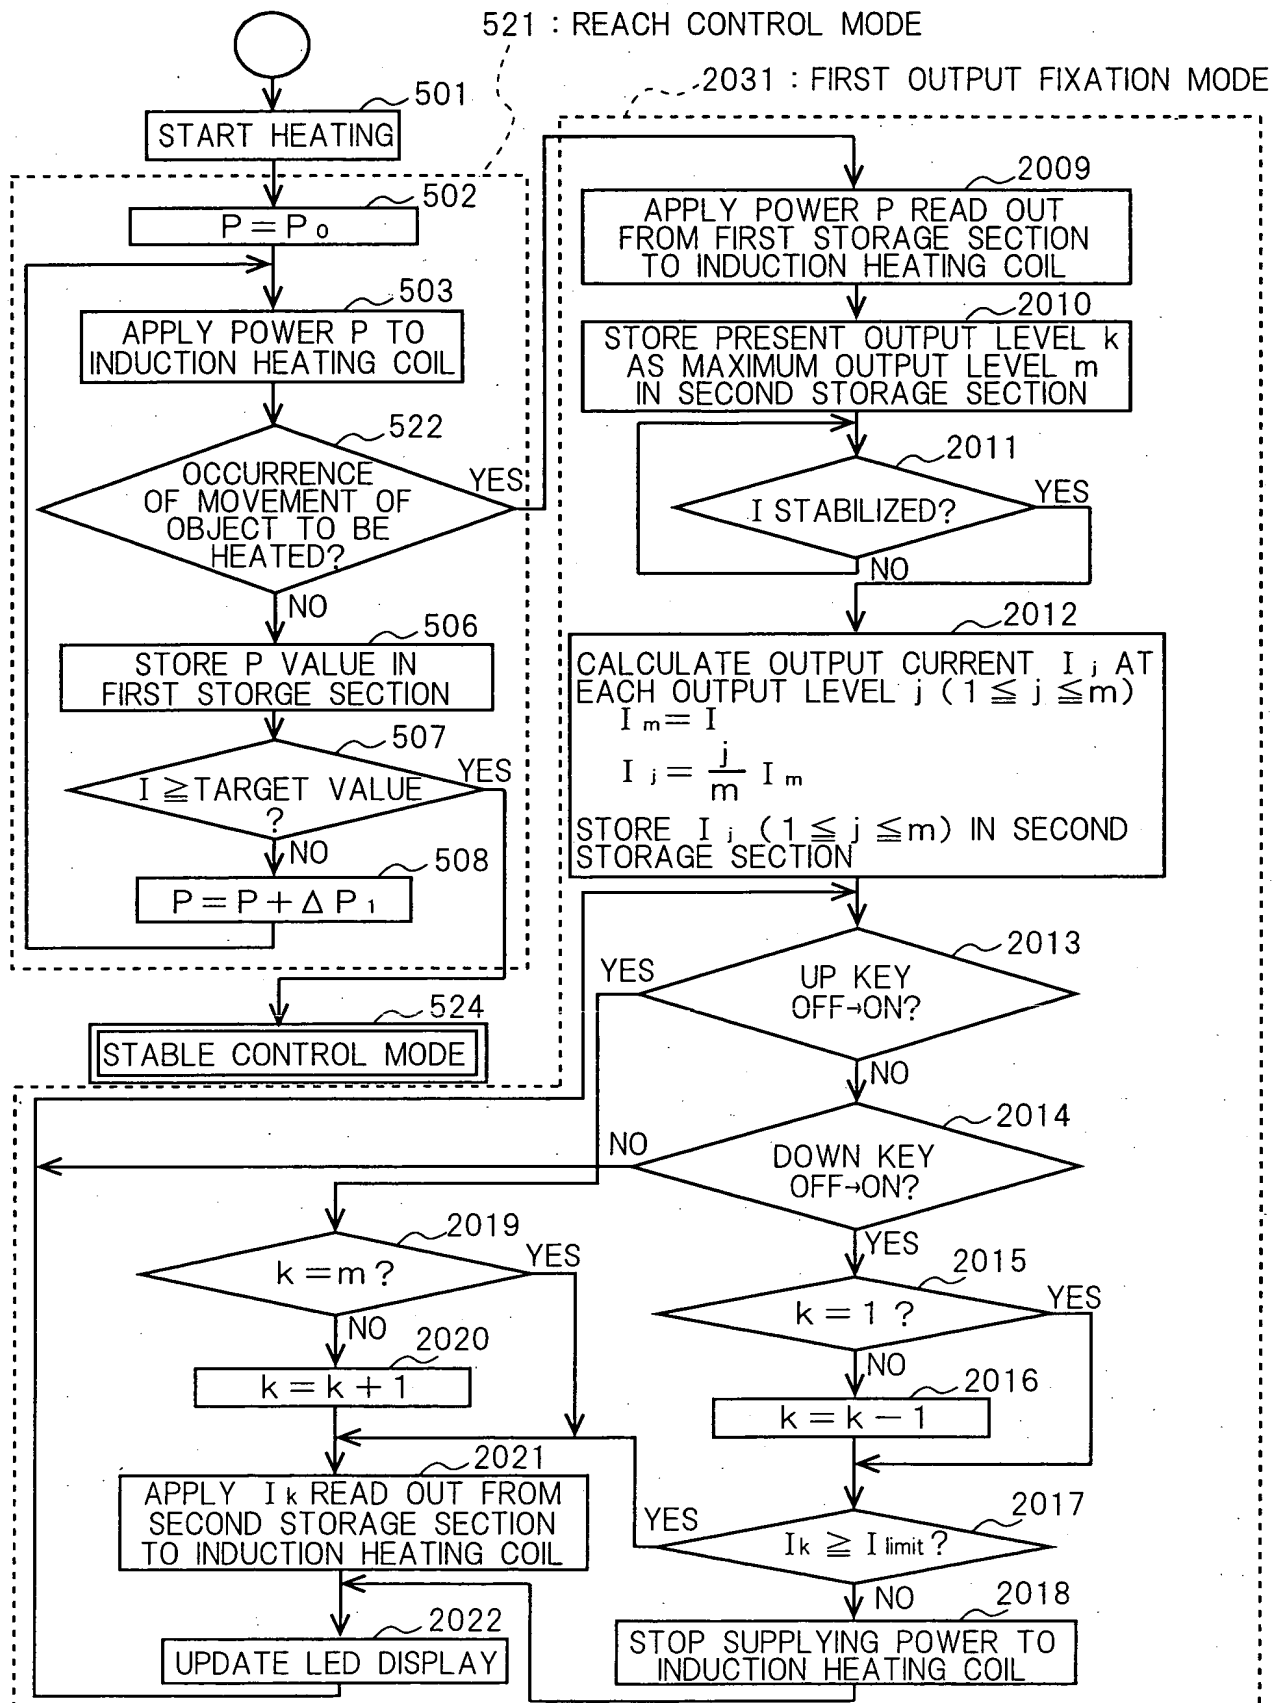 521 : REACH CONTROL MODE
2031 : FIRST OUTPUT FIXATION MODE
501
START HEATING
502
P = P0
503
APPLY POWER P TO
INDUCTION HEATING COIL
522
OCCURRENCE
OF MOVEMENT OF
OBJECT TO BE
HEATED?
YES
NO
506
STORE P VALUE IN
FIRST STORGE SECTION
507
I ≧ TARGET VALUE
?
YES
NO
508
P = P + Δ P1
524
STABLE CONTROL MODE
2009
APPLY POWER P READ OUT
FROM FIRST STORAGE SECTION
TO INDUCTION HEATING COIL
2010
STORE PRESENT OUTPUT LEVEL k
AS MAXIMUM OUTPUT LEVEL m
IN SECOND STORAGE SECTION
2011
I STABILIZED?
YES
NO
2012
CALCULATE OUTPUT CURRENT Ij AT
EACH OUTPUT LEVEL j (1 ≦ j ≦ m)
Im = I
Ij = j/m Im
STORE Ij (1 ≦ j ≦ m) IN SECOND
STORAGE SECTION
2013
YES
UP KEY
OFF→ON?
NO
2014
NO
DOWN KEY
OFF→ON?
YES
2015
k = 1 ?
YES
NO
2016
k = k − 1
2017
YES
Ik ≧ I limit ?
NO
2018
STOP SUPPLYING POWER TO
INDUCTION HEATING COIL
2019
k = m ?
YES
NO
2020
k = k + 1
2021
APPLY Ik READ OUT FROM
SECOND STORAGE SECTION
TO INDUCTION HEATING COIL
2022
UPDATE LED DISPLAY